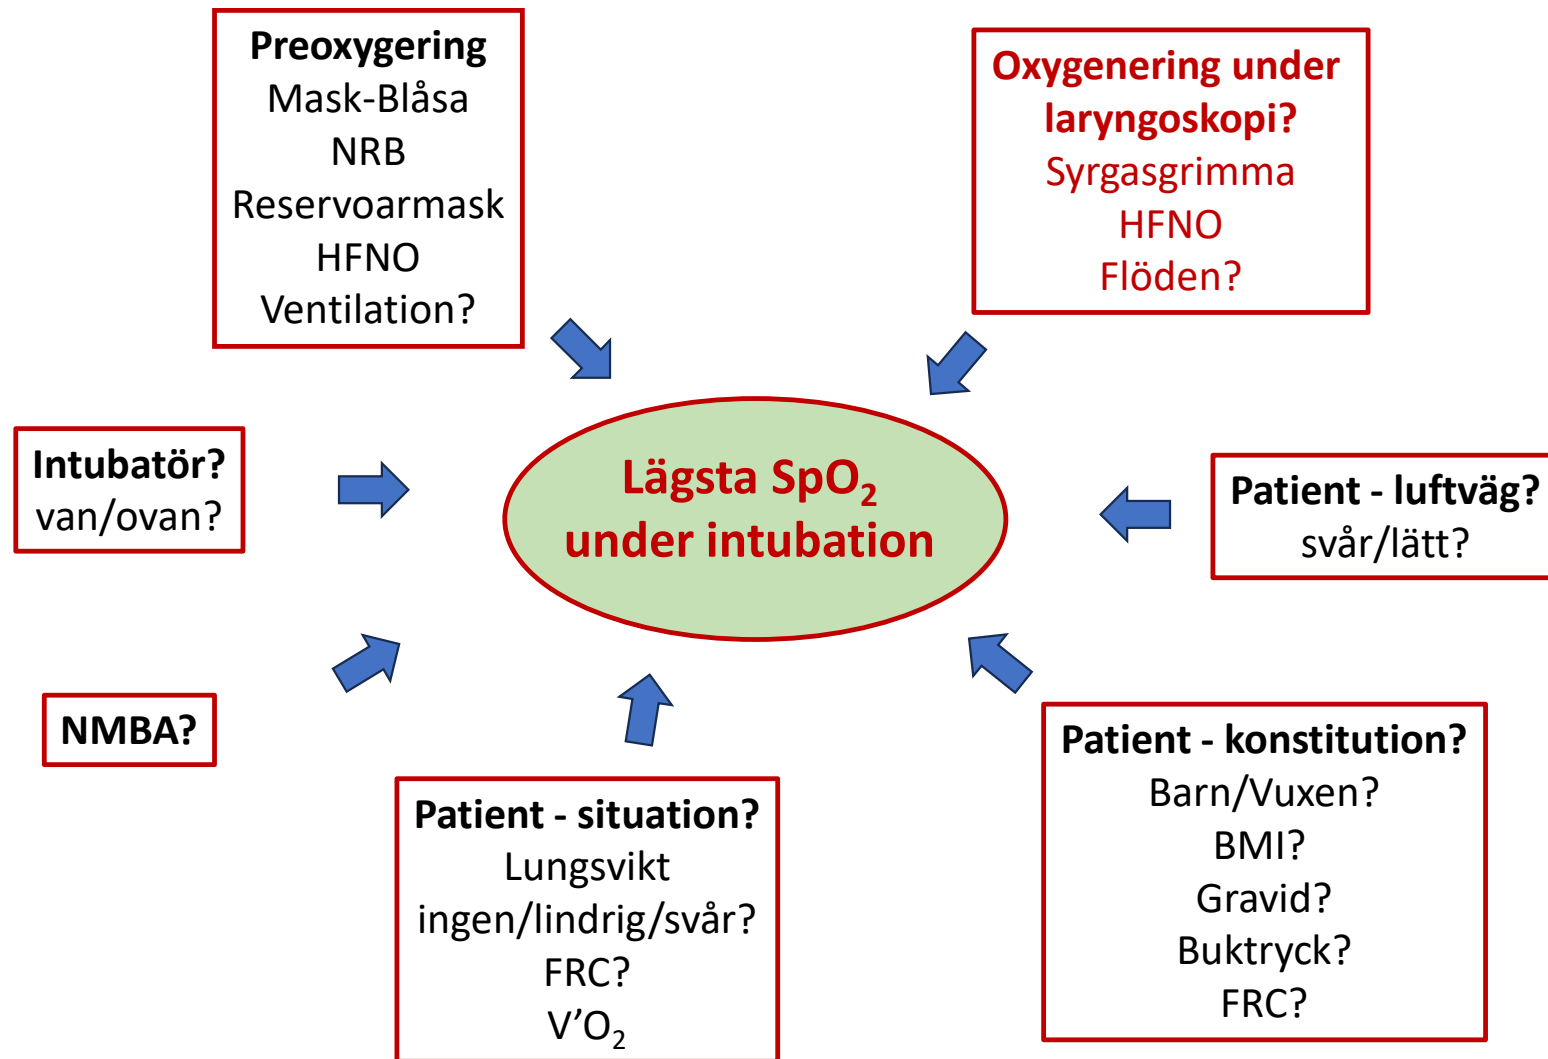 Preoxygering
Mask-Blåsa
NRB
Reservoarmask
HFNO
Ventilation?
Oxygenering under
laryngoskopi?
Syrgasgrimma
HFNO
Flöden?
Intubatör?
van/ovan?
Lägsta SpO₂
under intubation
Patient - luftväg?
svår/lätt?
NMBA?
Patient - situation?
Lungsvikt
ingen/lindrig/svår?
FRC?
V’O₂
Patient - konstitution?
Barn/Vuxen?
BMI?
Gravid?
Buktryck?
FRC?